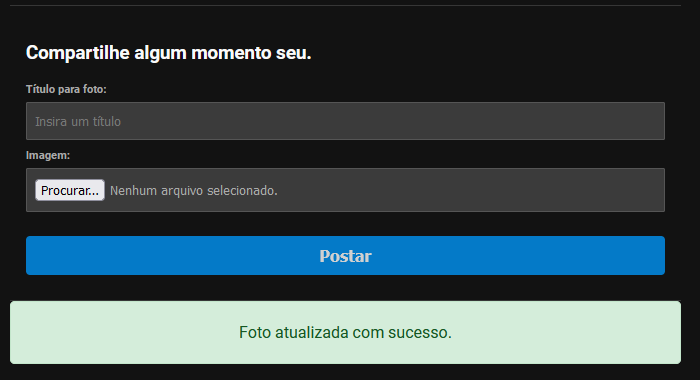 Compartilhe algum momento seu.
Título para foto:
Insira um título
Imagem:
Procurar... Nenhum arquivo selecionado.
Postar
Foto atualizada com sucesso.